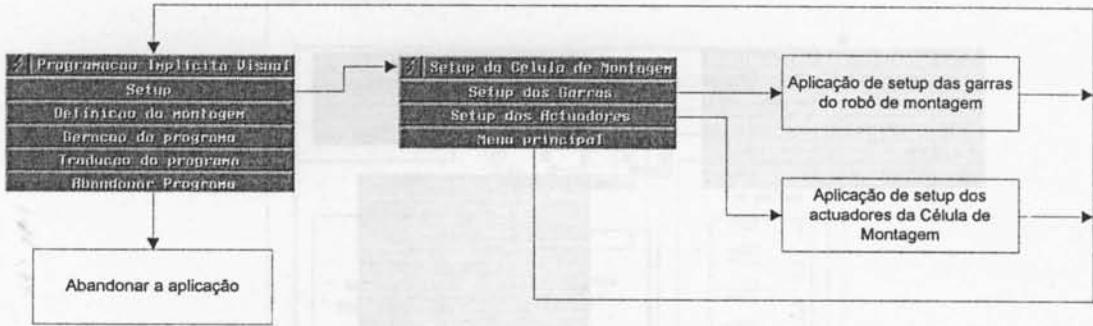 Programacao Implicita Visual
Setup
Definicao da montagem
Geracao do programa
Traducao do programa
Abandonar Programa
Abandonar a aplicação
Setup da Celula de Montagem
Setup das Garras
Setup dos Actuadores
Menu principal
Aplicação de setup das garras
do robô de montagem
Aplicação de setup dos
actuadores da Célula de
Montagem